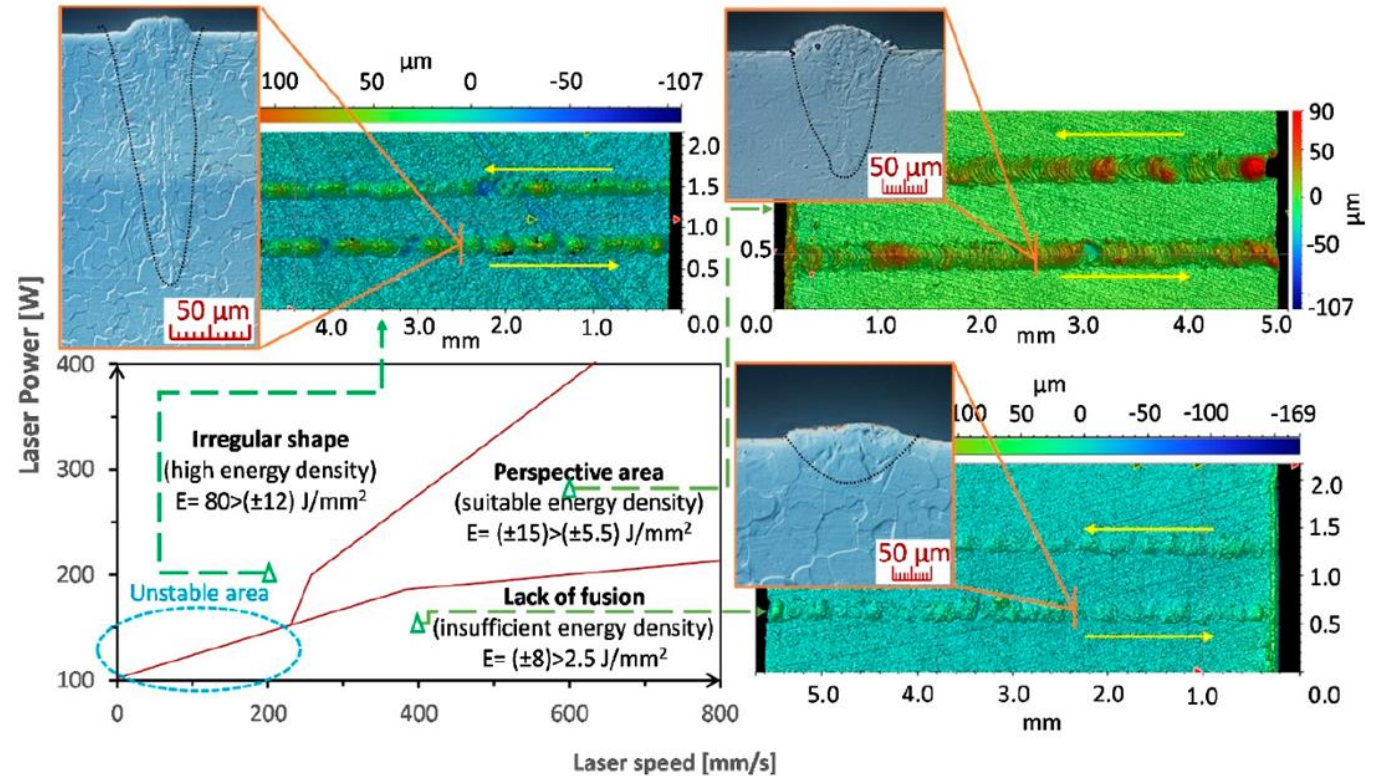 μm
100 50 0 -50 -107
2.0
1.5
1.0
0.5
0.0
4.0 3.0 2.0 1.0
mm
50 μm
50 μm
90
50
0
-50
-107
μm
0.5
0.0 1.0 2.0 3.0 4.0 5.0
mm
Laser Power [W]
400
300
200
100
0 200 400 600 800
Laser speed [mm/s]
Irregular shape
(high energy density)
E= 80>(±12) J/mm²
Unstable area
Perspective area
(suitable energy density)
E= (±15)>(±5.5) J/mm²
Lack of fusion
(insufficient energy density)
E= (±8)>2.5 J/mm²
50 μm
μm
100 50 0 -50 -100 -169
2.0
1.5
1.0
0.5
0.0
5.0 4.0 3.0 2.0 1.0
mm